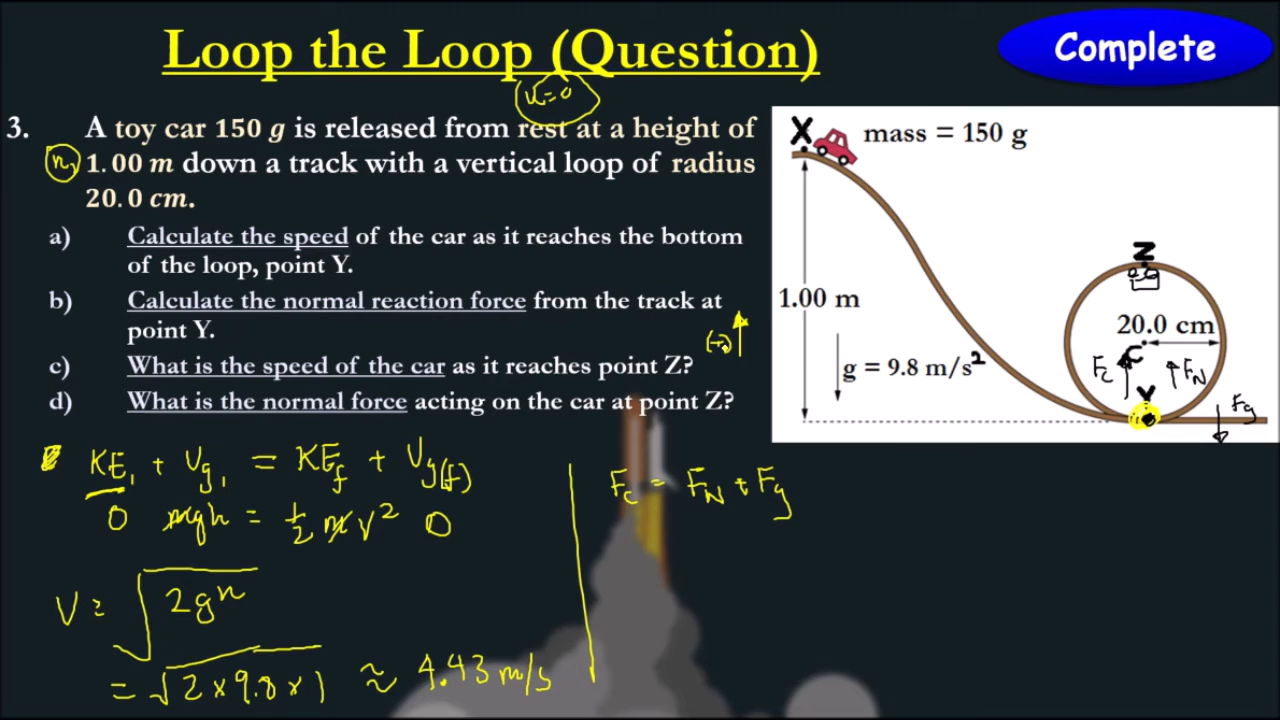 Loop the Loop (Question)
Complete
u=0
3. A toy car 150 g is released from rest at a height of
1.00 m down a track with a vertical loop of radius
20.0 cm.
a) Calculate the speed of the car as it reaches the bottom
of the loop, point Y.
b) Calculate the normal reaction force from the track at
point Y.
c) What is the speed of the car as it reaches point Z?
d) What is the normal force acting on the car at point Z?
(+)
X mass = 150 g
Z
1.00 m
20.0 cm
C
g = 9.8 m/s²
Fc
FN
Y
Fg
KE₁ + Ug₁ = KEf + Ug(f)
0 mgh = ½ mv² 0
V = √2gh
= √2×9.8×1 ≈ 4.43 m/s
Fc = FN + Fg